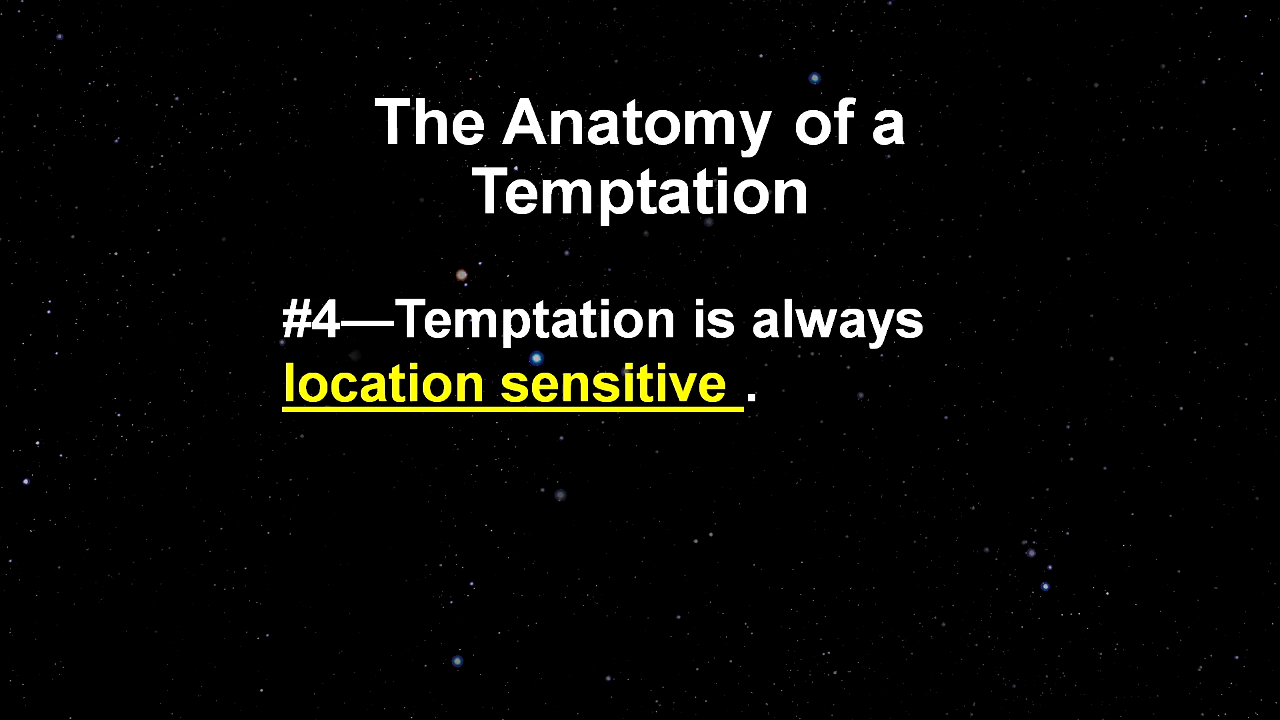 The Anatomy of a
Temptation
#4—Temptation is always
location sensitive .